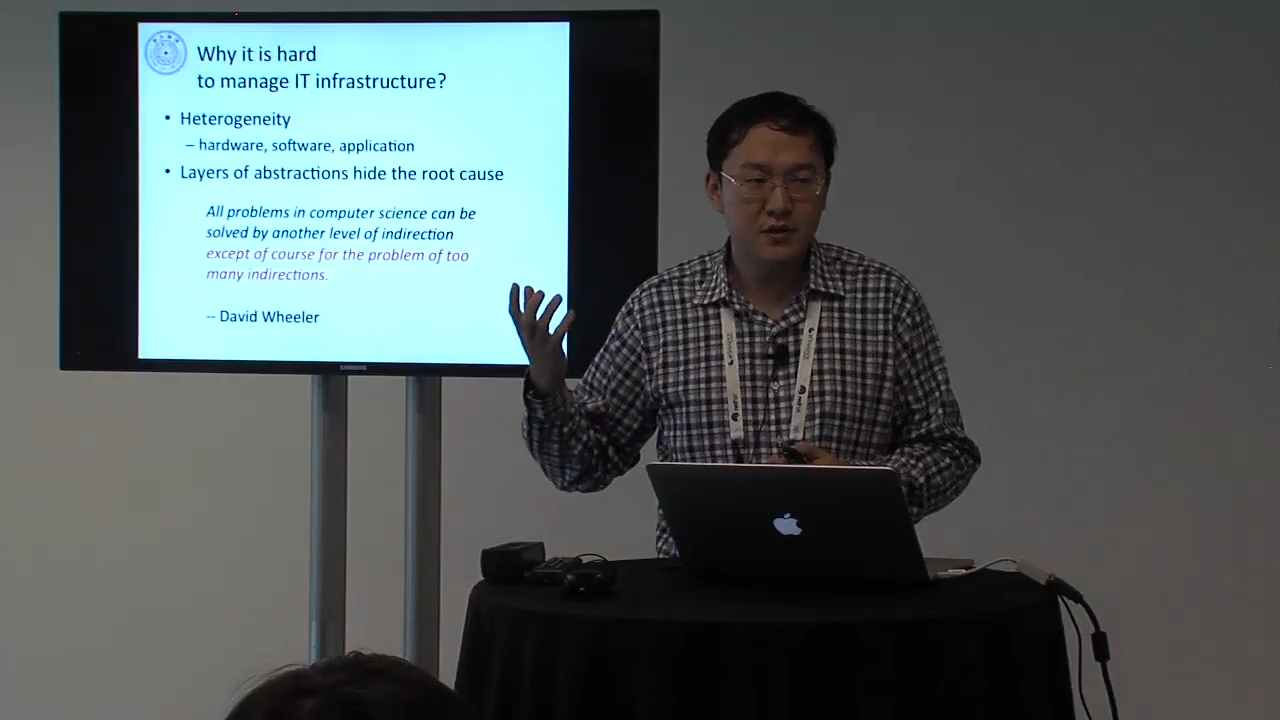 Why it is hard
to manage IT infrastructure?
• Heterogeneity
– hardware, software, application
• Layers of abstractions hide the root cause
All problems in computer science can be
solved by another level of indirection
except of course for the problem of too
many indirections.
-- David Wheeler
SAMSUNG